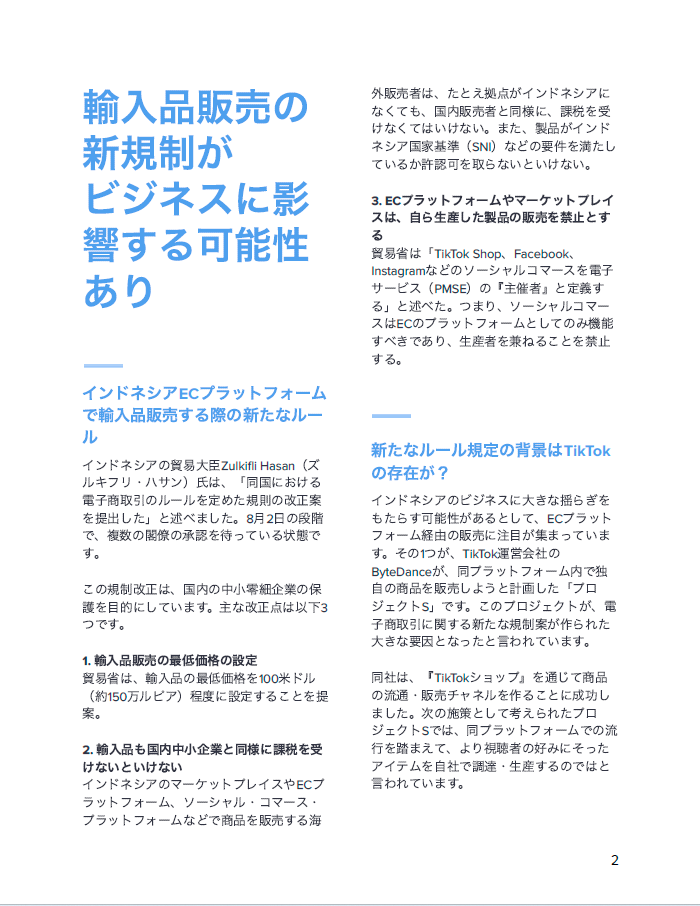 輸入品販売の
新規制が
ビジネスに影
響する可能性
あり
インドネシアECプラットフォーム
で輸入品販売する際の新たなルー
ル
インドネシアの貿易大臣Zulkifli Hasan（ズ
ルキフリ・ハサン）氏は、「同国における
電子商取引のルールを定めた規則の改正案
を提出した」と述べました。8月2日の段階
で、複数の閣僚の承認を待っている状態で
す。
この規制改正は、国内の中小零細企業の保
護を目的にしています。主な改正点は以下3
つです。
1. 輸入品販売の最低価格の設定
貿易省は、輸入品の最低価格を100米ドル
（約150万ルピア）程度に設定することを提
案。
2. 輸入品も国内中小企業と同様に課税を受
けないといけない
インドネシアのマーケットプレイスやECプ
ラットフォーム、ソーシャル・コマース・
プラットフォームなどで商品を販売する海
外販売者は、たとえ拠点がインドネシアに
なくても、国内販売者と同様に、課税を受
けなくてはいけない。また、製品がインド
ネシア国家基準（SNI）などの要件を満たし
ているか許認可を取らないといけない。
3. ECプラットフォームやマーケットプレイ
スは、自ら生産した製品の販売を禁止とす
る
貿易省は「TikTok Shop、Facebook、
Instagramなどのソーシャルコマースを電子
サービス（PMSE）の『主催者』と定義す
る」と述べた。つまり、ソーシャルコマー
スはECのプラットフォームとしてのみ機能
すべきであり、生産者を兼ねることを禁止
する。
新たなルール規定の背景はTikTok
の存在が？
インドネシアのビジネスに大きな揺らぎを
もたらす可能性があるとして、ECプラット
フォーム経由の販売に注目が集まっていま
す。その1つが、TikTok運営会社の
ByteDanceが、同プラットフォーム内で独
自の商品を販売しようと計画した「プロ
ジェクトS」です。このプロジェクトが、電
子商取引に関する新たな規制案が作られた
大きな要因となったと言われています。
同社は、『TikTokショップ』を通じて商品
の流通・販売チャネルを作ることに成功し
ました。次の施策として考えられたプロ
ジェクトSでは、同プラットフォームでの流
行を踏まえて、より視聴者の好みにそった
アイテムを自社で調達・生産するのではと
言われています。
2